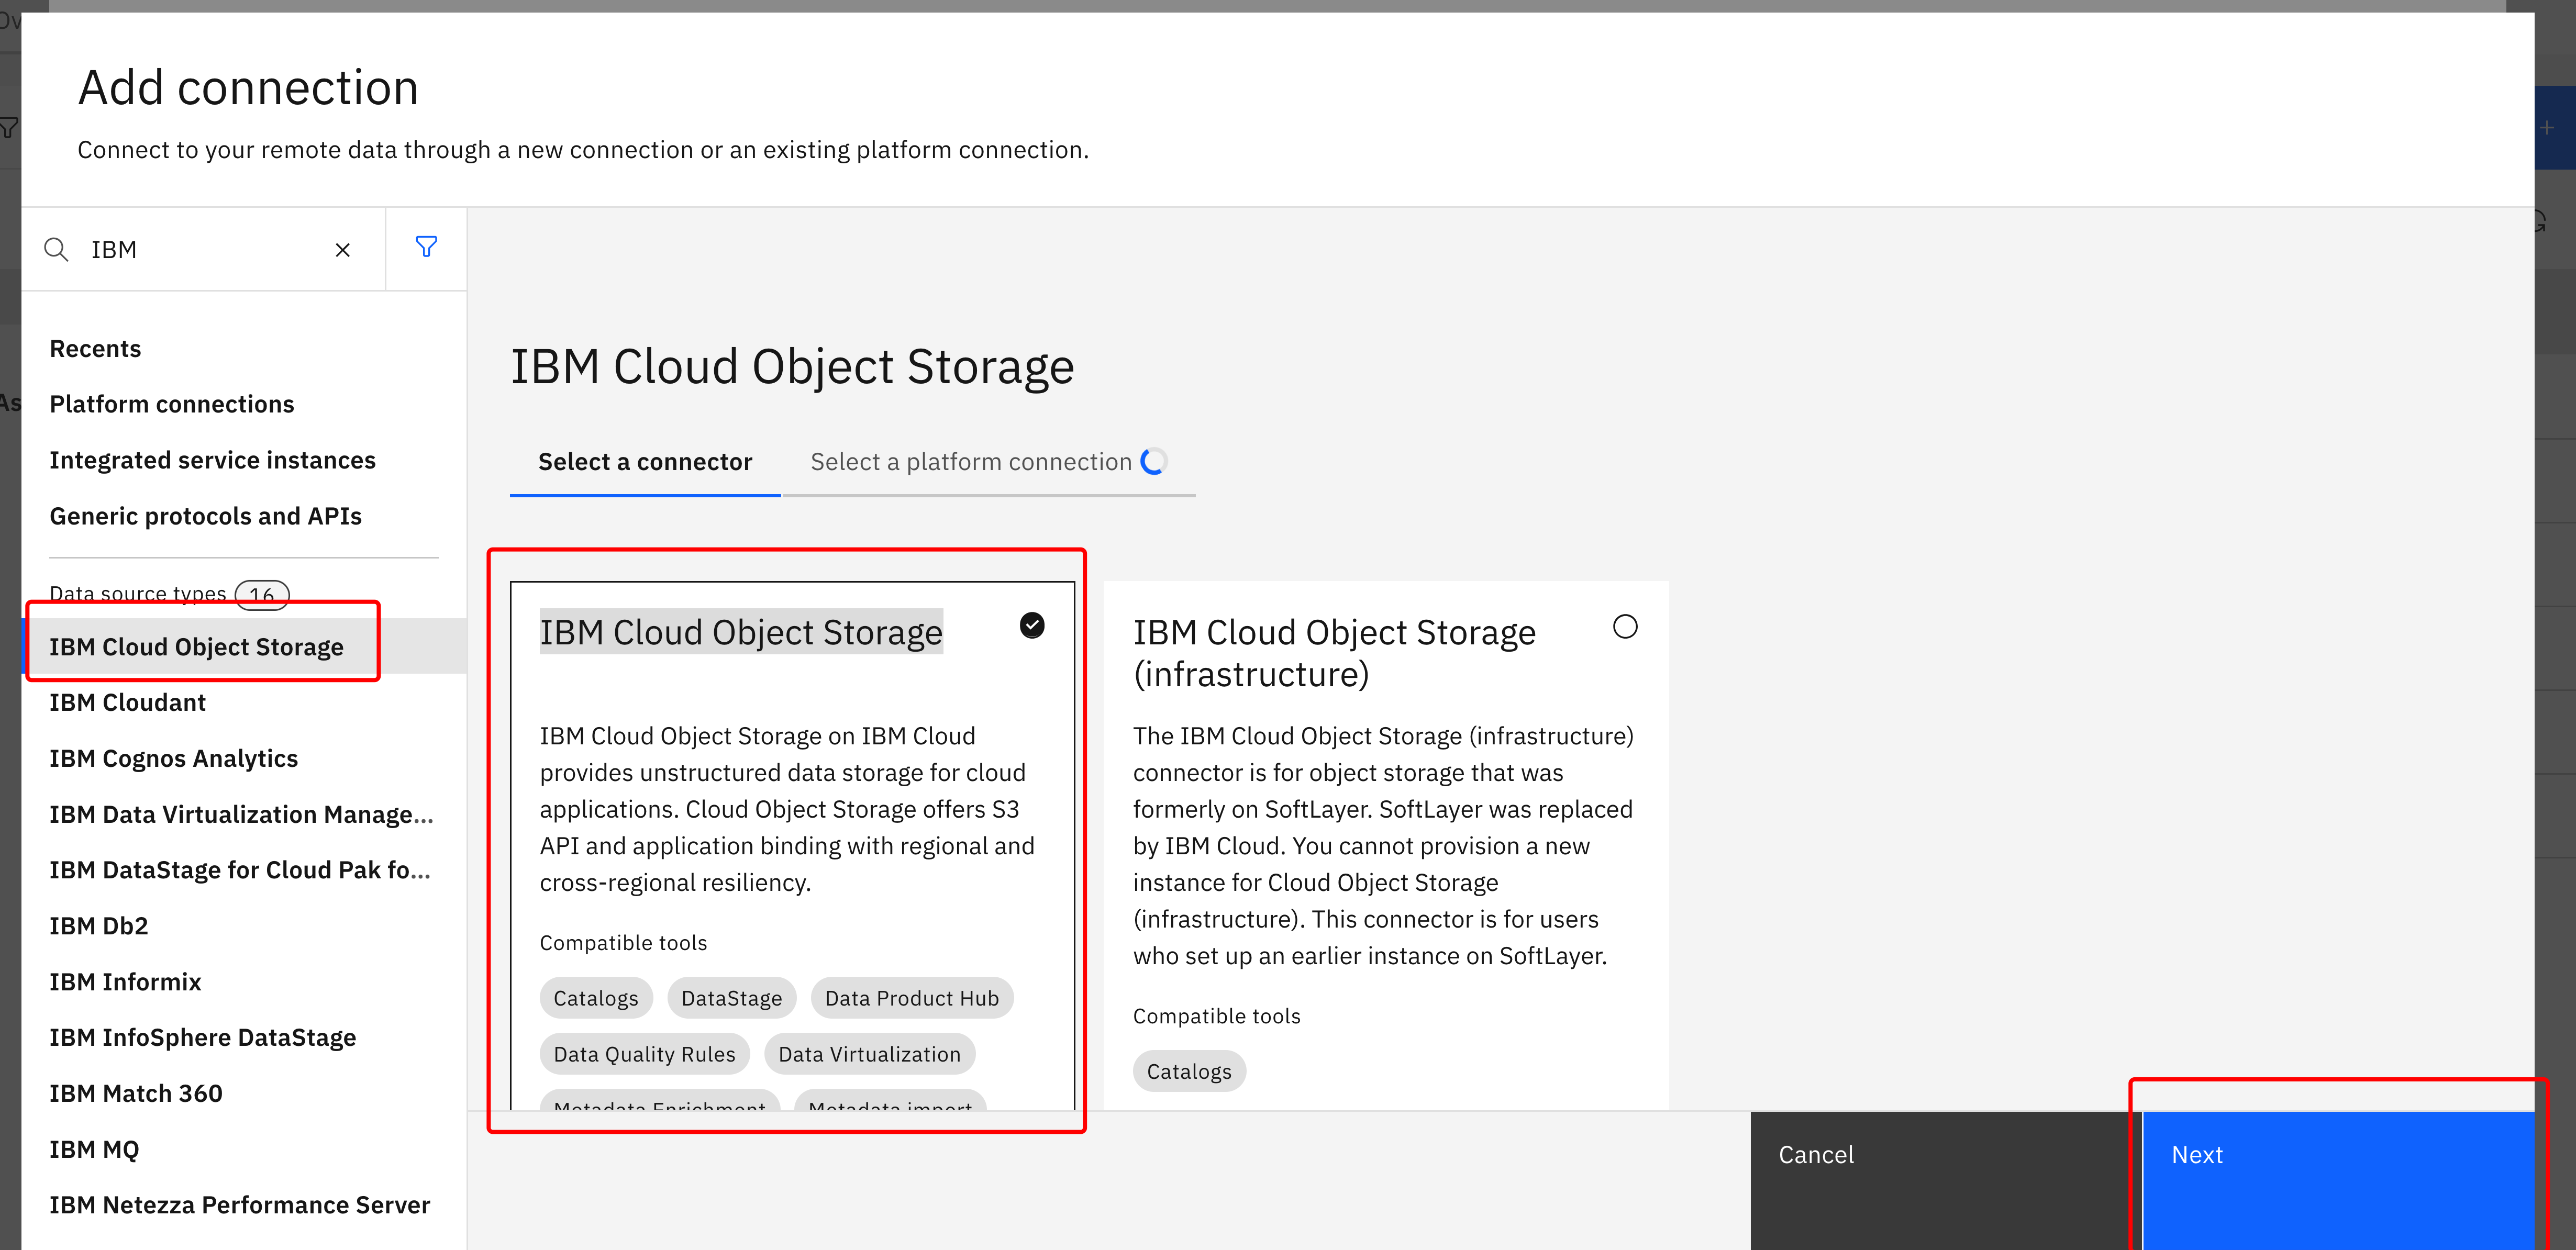 Ov
Add connection
Connect to your remote data through a new connection or an existing platform connection.
IBM
Recents
Platform connections
As
Integrated service instances
Generic protocols and APIs
Data source types 16
IBM Cloud Object Storage
IBM Cloudant
IBM Cognos Analytics
IBM Data Virtualization Manage...
IBM DataStage for Cloud Pak fo...
IBM Db2
IBM Informix
IBM InfoSphere DataStage
IBM Match 360
IBM MQ
IBM Netezza Performance Server
IBM Cloud Object Storage
Select a connector
Select a platform connection
IBM Cloud Object Storage
IBM Cloud Object Storage on IBM Cloud
provides unstructured data storage for cloud
applications. Cloud Object Storage offers S3
API and application binding with regional and
cross-regional resiliency.
Compatible tools
Catalogs
DataStage
Data Product Hub
Data Quality Rules
Data Virtualization
Metadata Enrichment
Metadata import
IBM Cloud Object Storage
(infrastructure)
The IBM Cloud Object Storage (infrastructure)
connector is for object storage that was
formerly on SoftLayer. SoftLayer was replaced
by IBM Cloud. You cannot provision a new
instance for Cloud Object Storage
(infrastructure). This connector is for users
who set up an earlier instance on SoftLayer.
Compatible tools
Catalogs
Cancel
Next